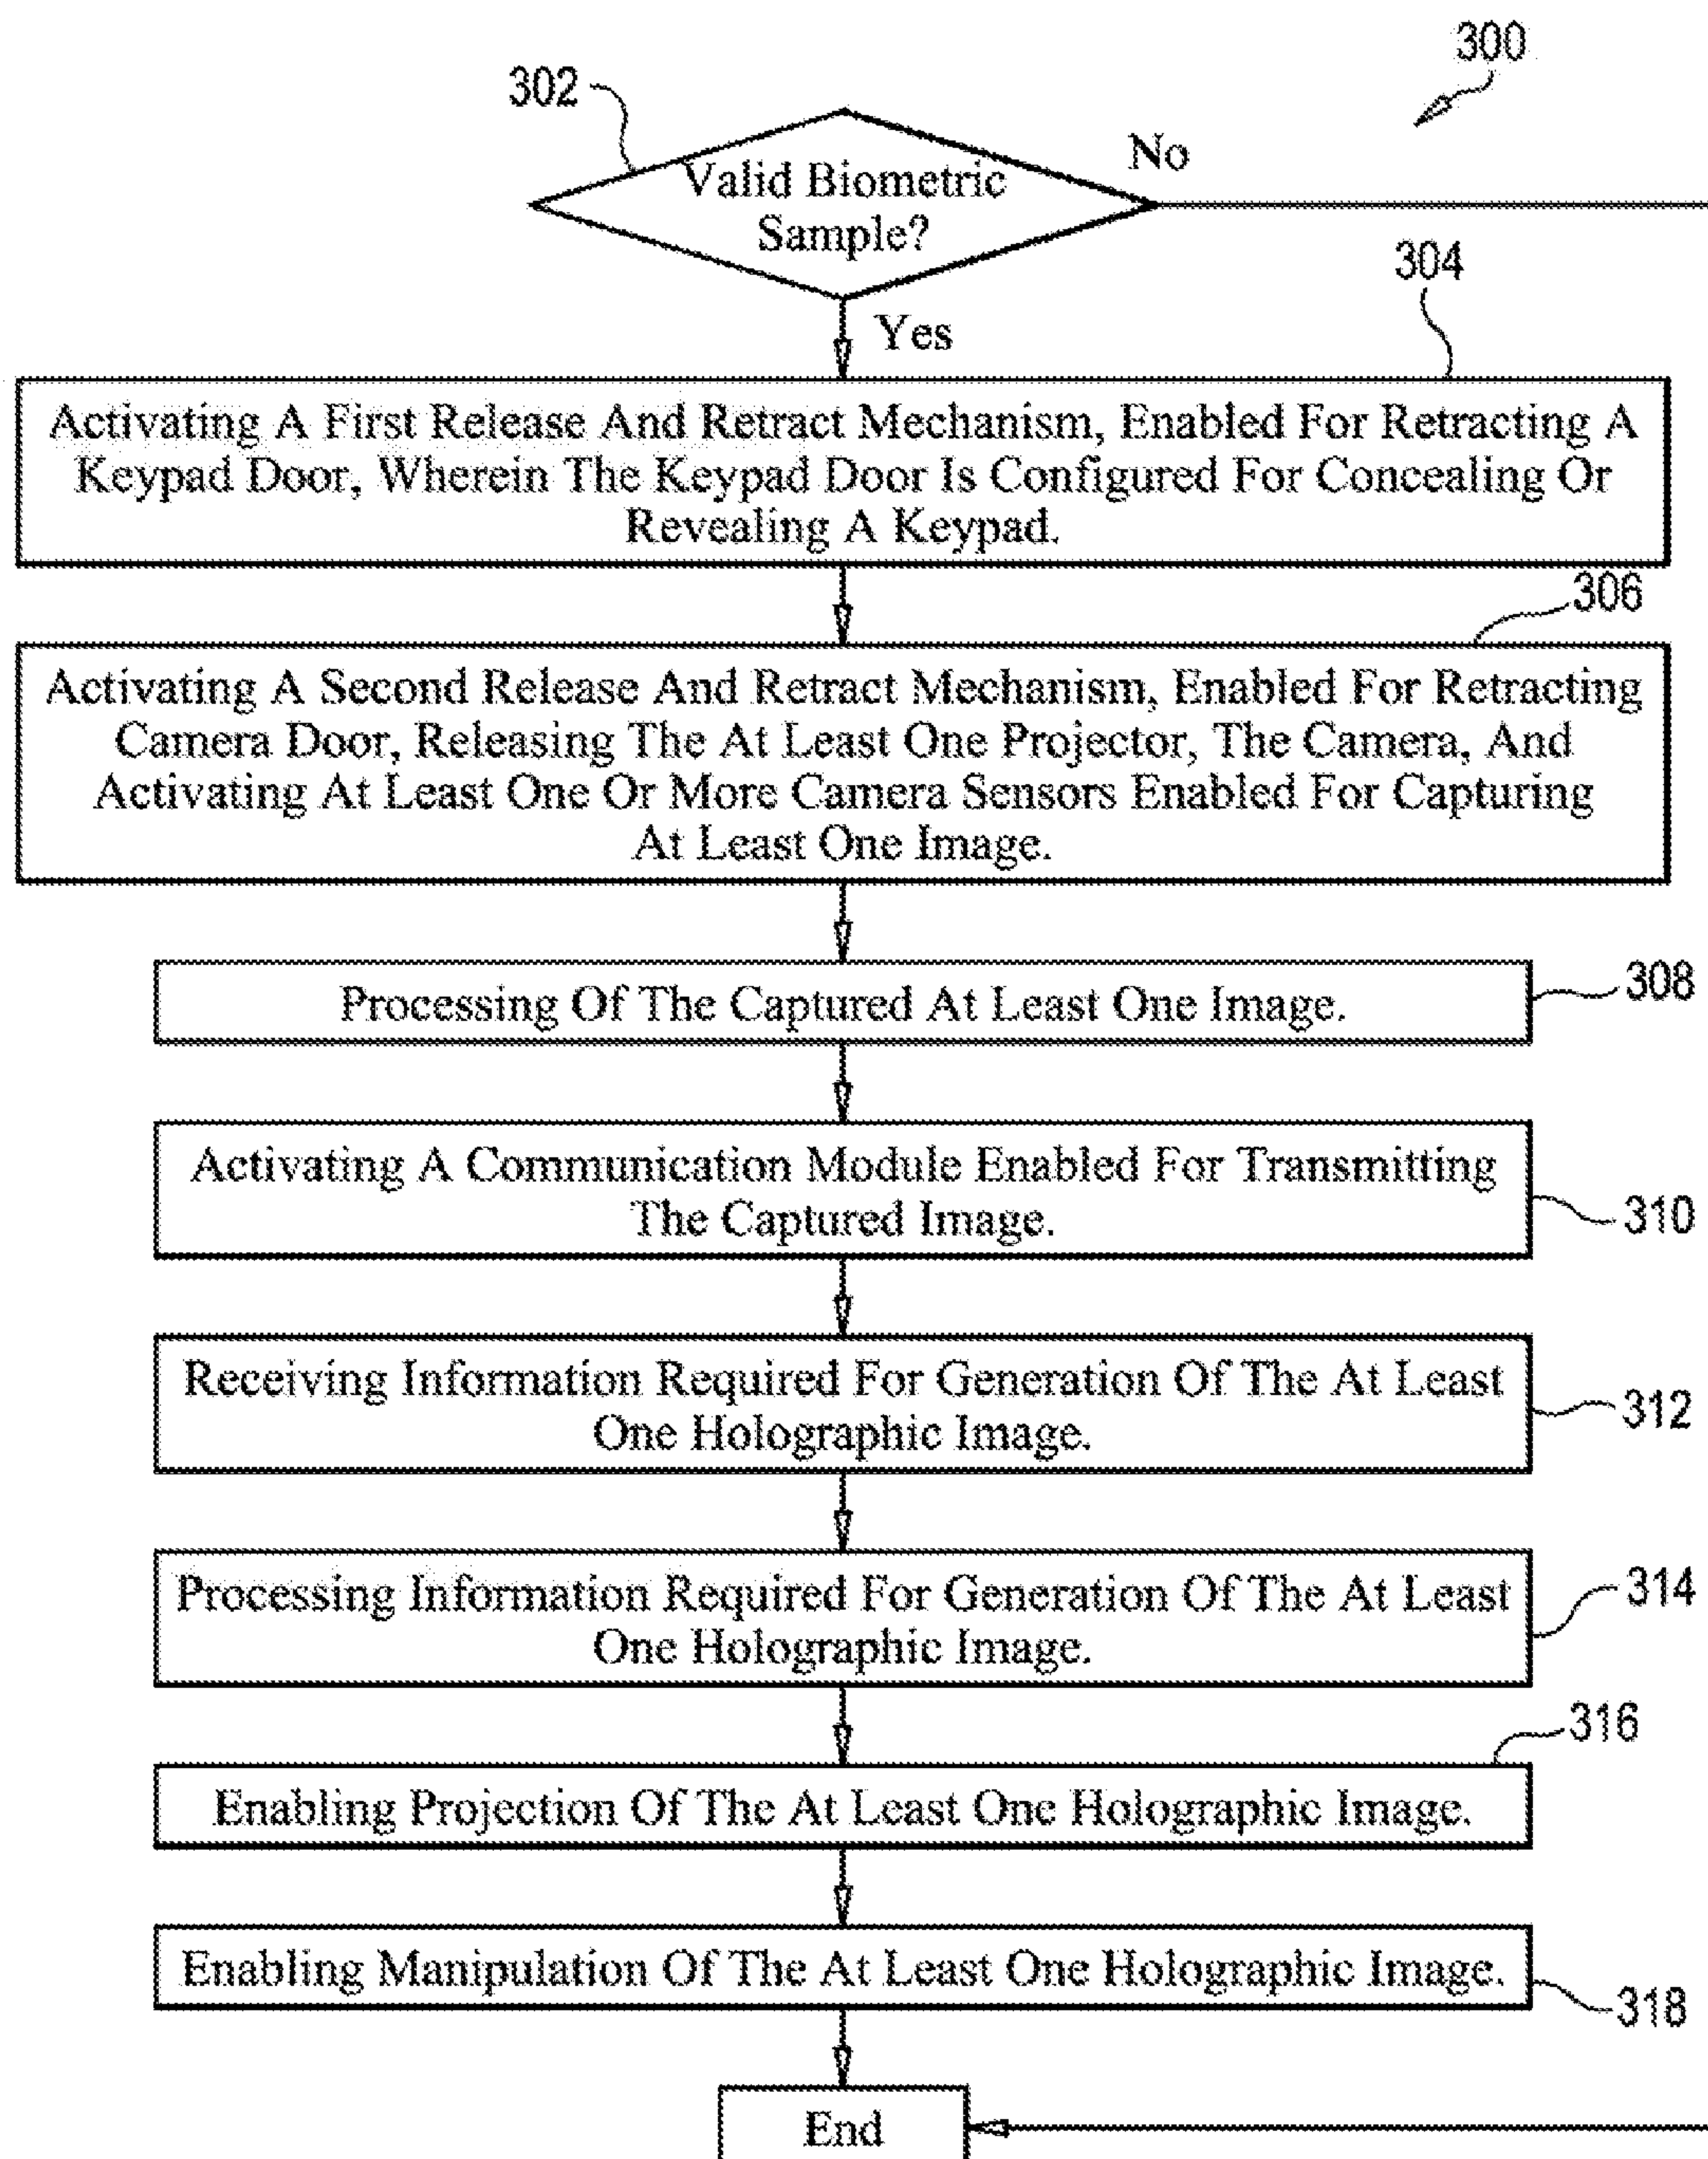 300
302
No
Valid Biometric
Sample?
304
Yes
Activating A First Release And Retract Mechanism, Enabled For Retracting A
Keypad Door, Wherein The Keypad Door Is Configured For Concealing Or
Revealing A Keypad.
306
Activating A Second Release And Retract Mechanism, Enabled For Retracting
Camera Door, Releasing The At Least One Projector, The Camera, And
Activating At Least One Or More Camera Sensors Enabled For Capturing
At Least One Image.
308
Processing Of The Captured At Least One Image.
Activating A Communication Module Enabled For Transmitting
The Captured Image.
310
Receiving Information Required For Generation Of The At Least
One Holographic Image.
312
Processing Information Required For Generation Of The At Least
One Holographic Image.
314
316
Enabling Projection Of The At Least One Holographic Image.
Enabling Manipulation Of The At Least One Holographic Image.
318
End